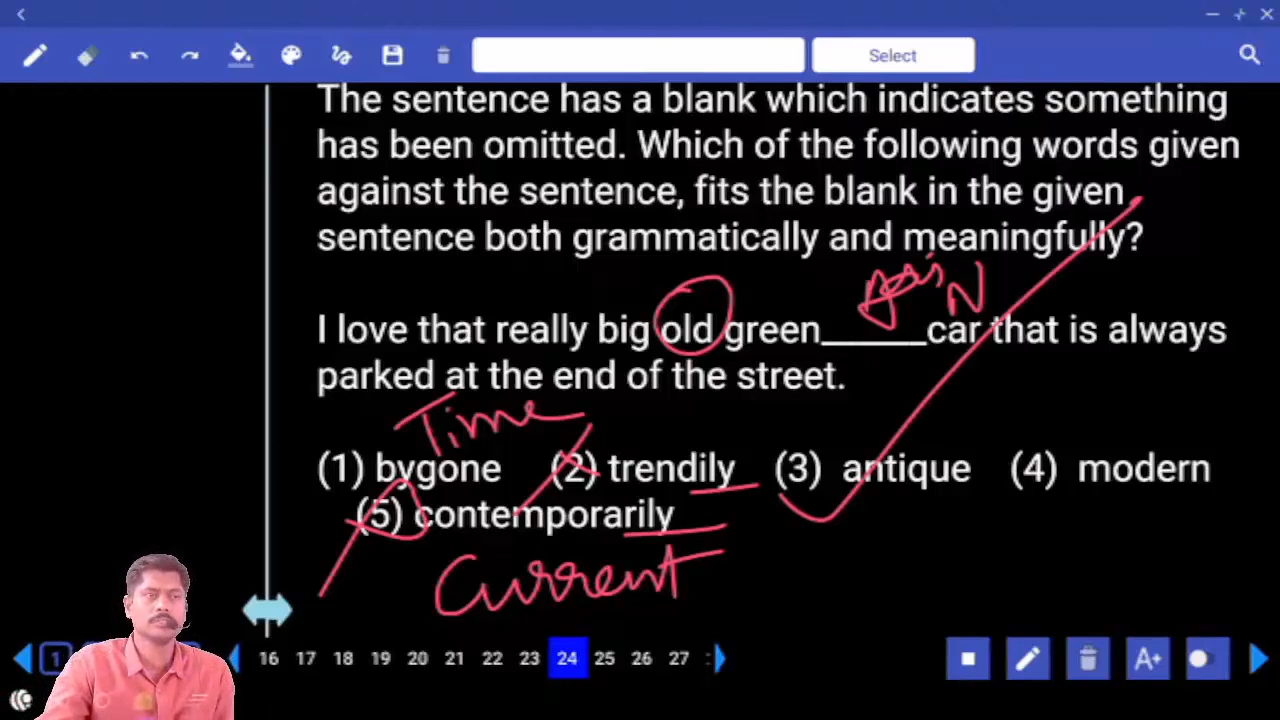 Select
The sentence has a blank which indicates something
has been omitted. Which of the following words given
against the sentence, fits the blank in the given
sentence both grammatically and meaningfully?
N
I love that really big old green______car that is always
parked at the end of the street.
Time
(1) bygone (2) trendily (3) antique (4) modern
(5) contemporarily
Current
1 16 17 18 19 20 21 22 23 24 25 26 27
A+